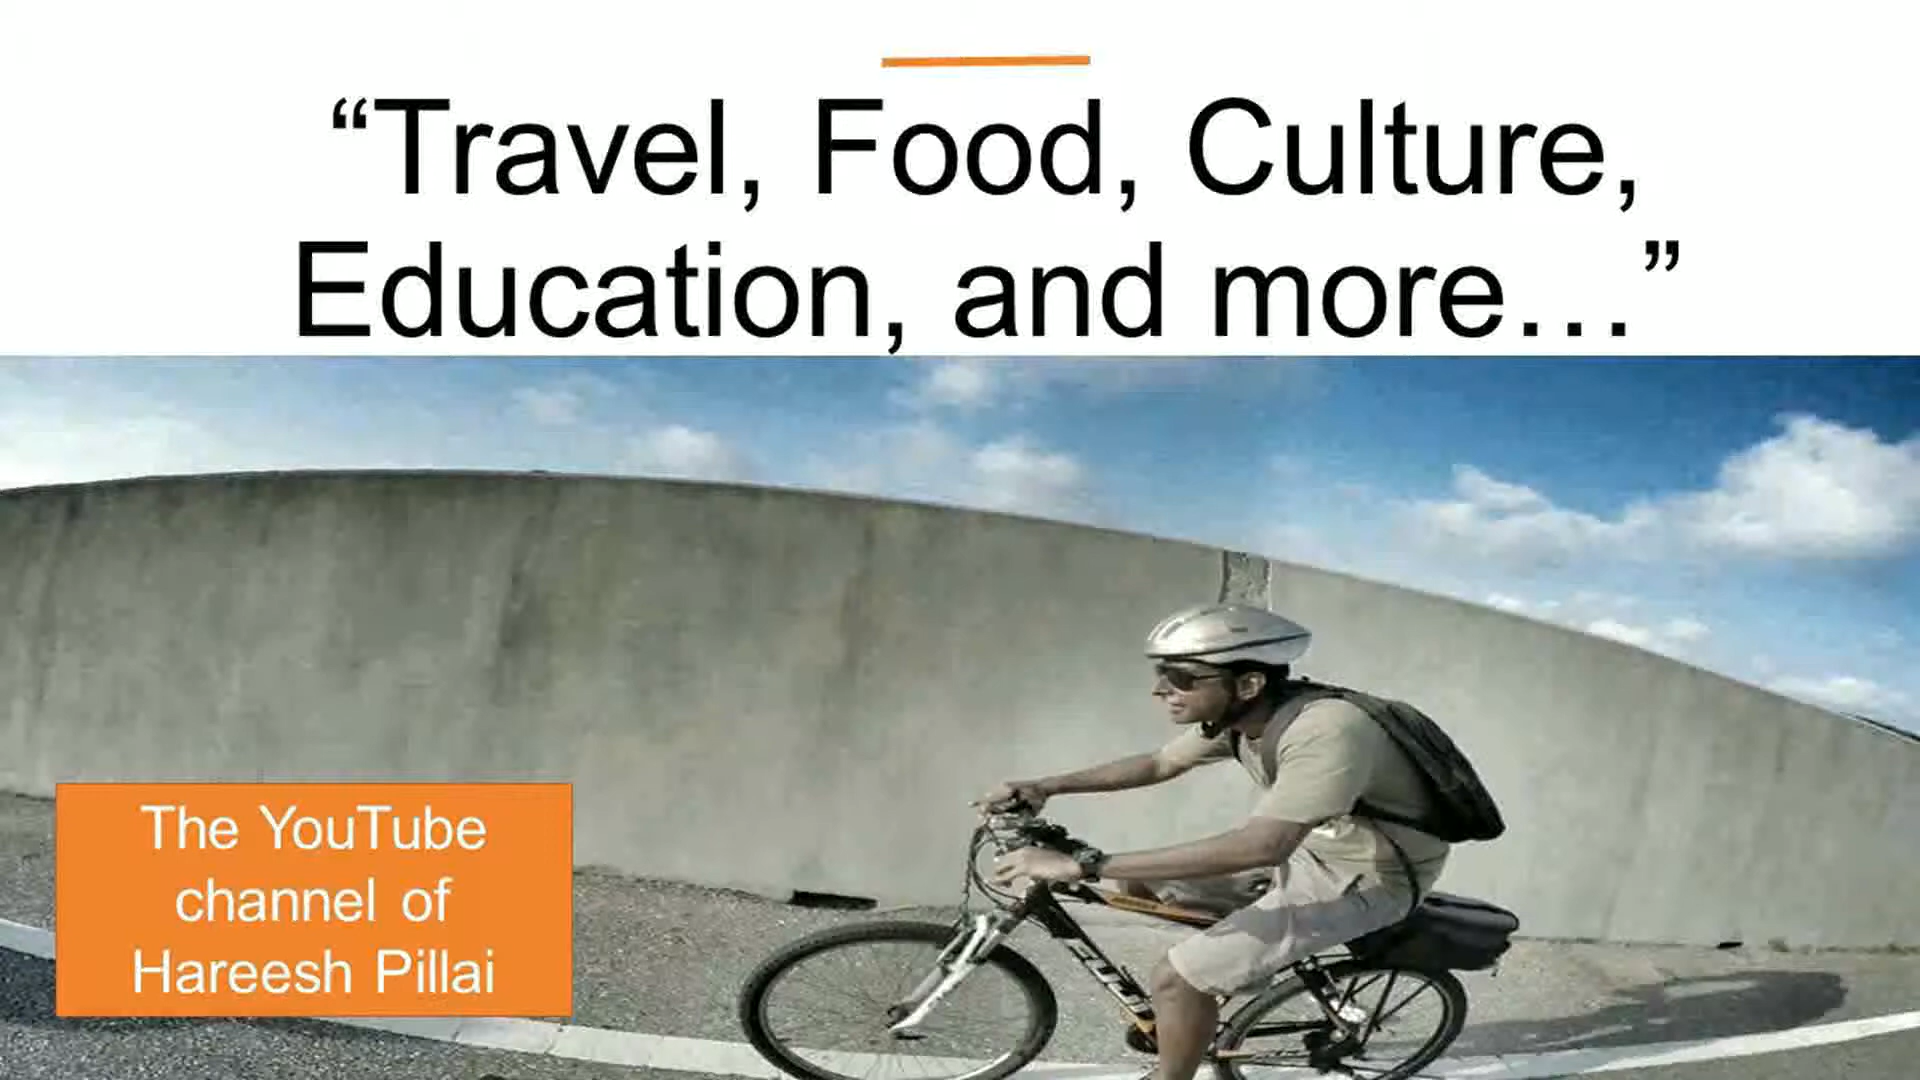 “Travel, Food, Culture,
Education, and more…”
The YouTube
channel of
Hareesh Pillai